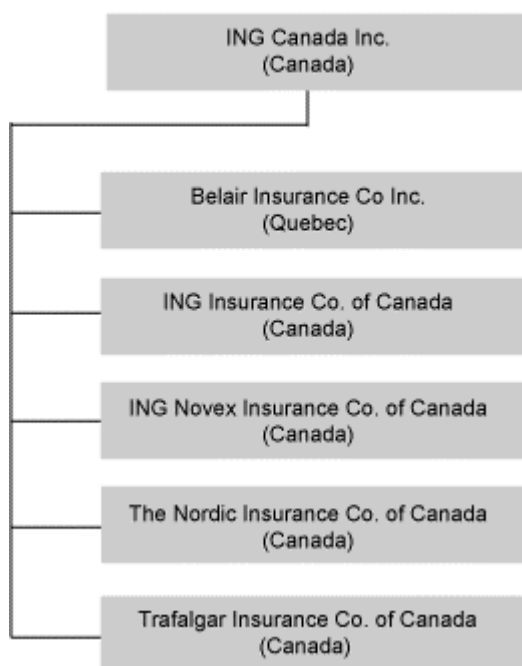 ING Canada Inc.
(Canada)
Belair Insurance Co Inc.
(Quebec)
ING Insurance Co. of Canada
(Canada)
ING Novex Insurance Co. of Canada
(Canada)
The Nordic Insurance Co. of Canada
(Canada)
Trafalgar Insurance Co. of Canada
(Canada)